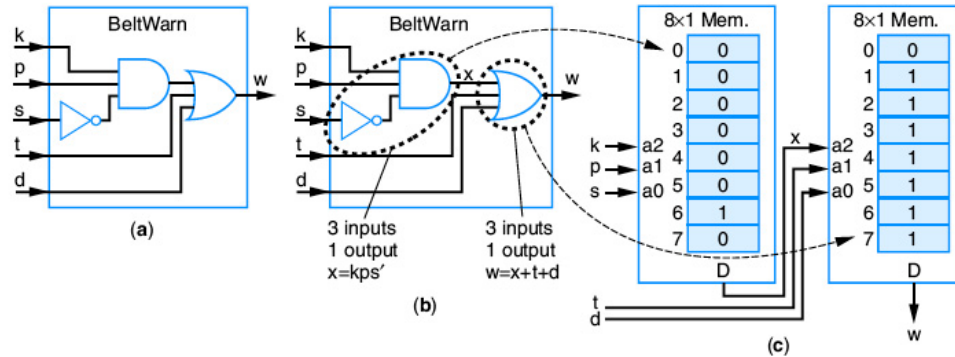 BeltWarn
k
p
s
t
d
w
(a)
BeltWarn
k
p
s
t
d
x
w
3 inputs
1 output
x=kps′
3 inputs
1 output
w=x+t+d
(b)
8×1 Mem.
0 0
1 0
2 0
3 0
4 0
5 0
6 1
7 0
k a2
p a1
s a0
D
t
d
8×1 Mem.
0 0
1 1
2 1
3 1
4 1
5 1
6 1
7 1
x a2
a1
a0
D
w
(c)